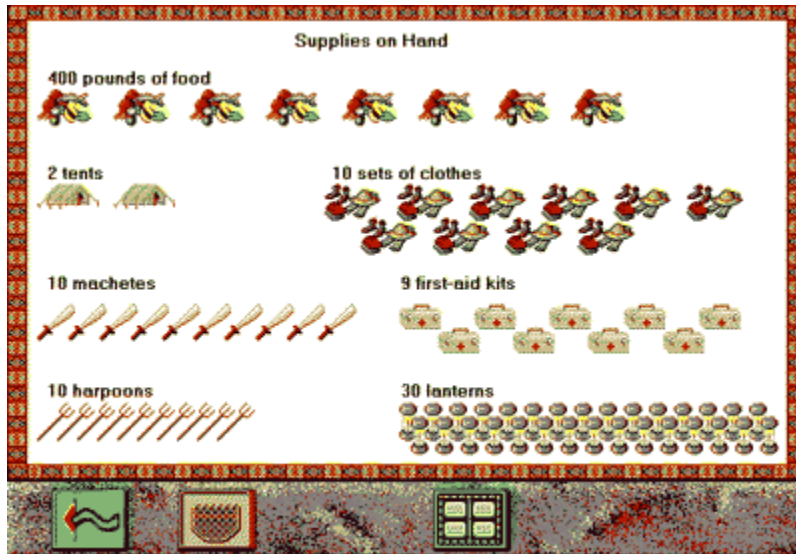 Supplies on Hand
400 pounds of food
2 tents
10 sets of clothes
10 machetes
9 first-aid kits
10 harpoons
30 lanterns